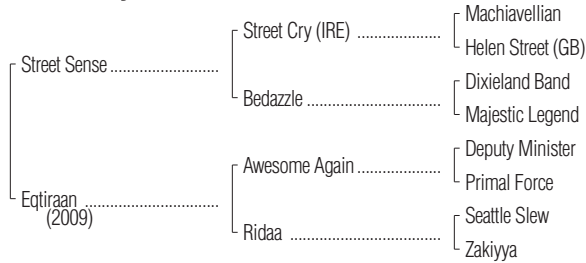 Machiavellian
Street Cry (IRE) ....................
Helen Street (GB)
Street Sense ..........................
Dixieland Band
Bedazzle ................................
Majestic Legend
Deputy Minister
Awesome Again ....................
Primal Force
Eqtiraan ................................
(2009)
Seattle Slew
Ridaa .....................................
Zakiyya